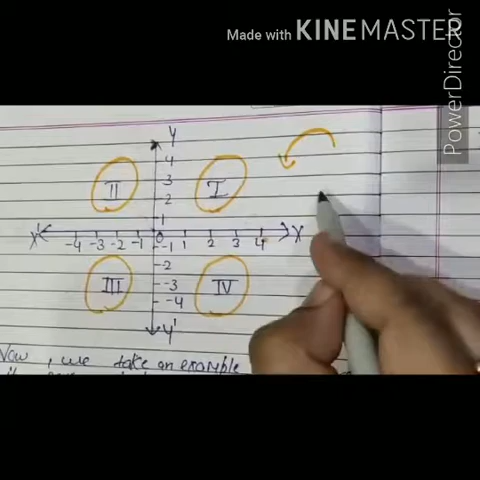 Made with KINEMASTER
PowerDirector
Y
4
II 3 I
2
1
X' -4 -3 -2 -1 0 1 2 3 4 X
-1
-2
III -3 IV
-4
Y'
Now, we take an example